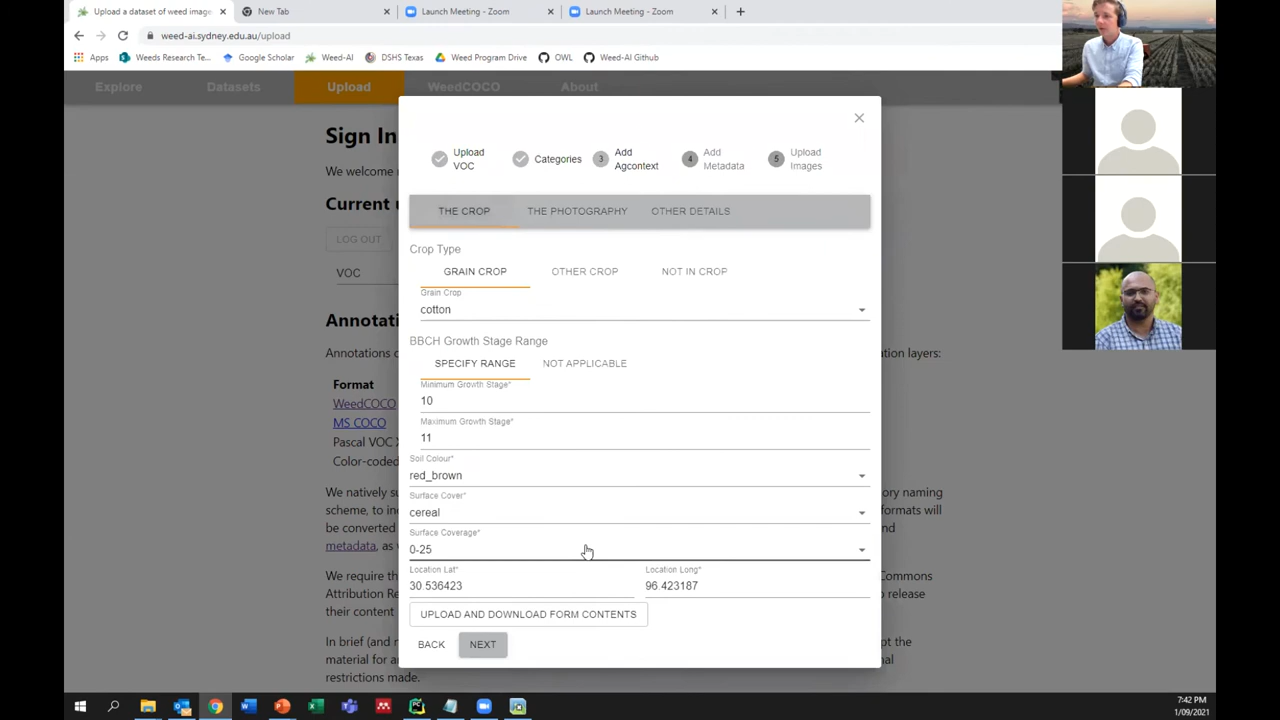 Upload a dataset of weed image
New Tab
Launch Meeting - Zoom
Launch Meeting - Zoom
weed-ai.sydney.edu.au/upload
Apps
Weeds Research Te...
Google Scholar
Weed-AI
DSHS Texas
Weed Program Drive
OWL
Weed-AI Github
Explore
Datasets
Upload
WeedCOCO
About
Sign In
We welcome
Current u
LOG OUT
VOC
Annotati
Annotations c
ation layers:
Format
WeedCOCO
MS COCO
Pascal VOC X
Color-coded
We natively su
ory naming
scheme, to in
formats will
be converted
and
metadata, as
We require th
Commons
Attribution Re
to release
their content
In brief (and n
pt the
material for a
nal
restrictions made.
Upload
VOC
Categories
3
Add
Agcontext
4
Add
Metadata
5
Upload
Images
THE CROP
THE PHOTOGRAPHY
OTHER DETAILS
Crop Type
GRAIN CROP
OTHER CROP
NOT IN CROP
Grain Crop
cotton
BBCH Growth Stage Range
SPECIFY RANGE
NOT APPLICABLE
Minimum Growth Stage*
10
Maximum Growth Stage*
11
Soil Colour*
red_brown
Surface Cover*
cereal
Surface Coverage*
0-25
Location Lat*
Location Long*
30.536423
96.423187
UPLOAD AND DOWNLOAD FORM CONTENTS
BACK
NEXT
7:42 PM
1/09/2021